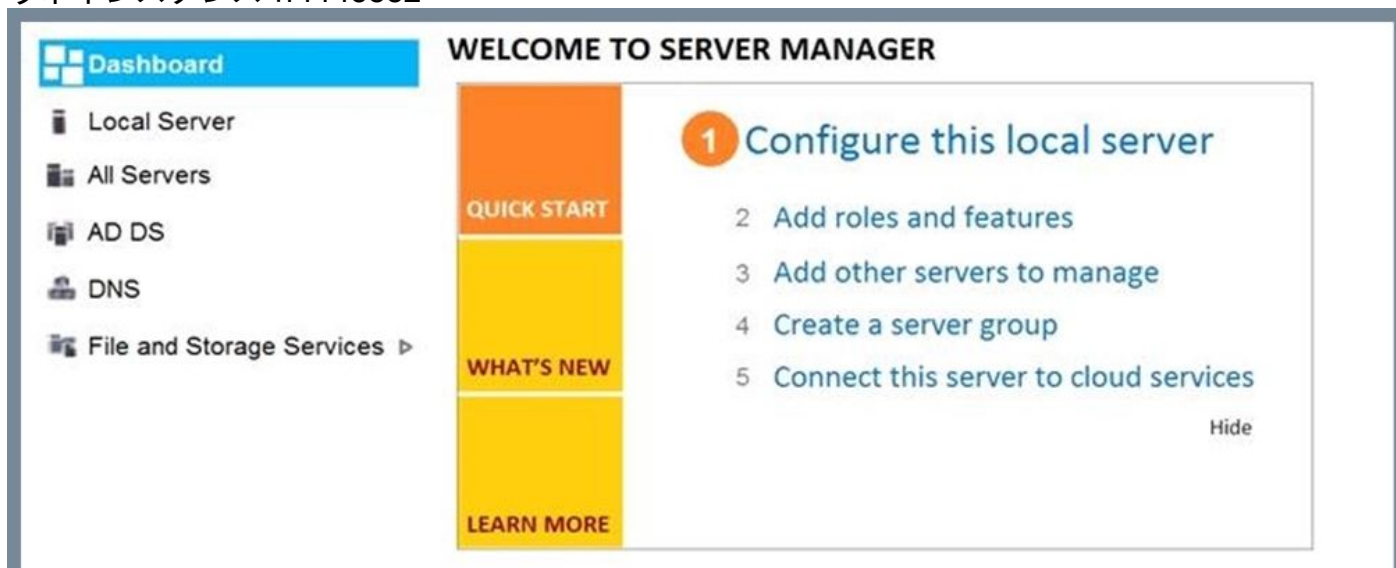 Dashboard
Local Server
All Servers
AD DS
DNS
File and Storage Services
WELCOME TO SERVER MANAGER
QUICK START
WHAT'S NEW
LEARN MORE
1 Configure this local server
2 Add roles and features
3 Add other servers to manage
4 Create a server group
5 Connect this server to cloud services
Hide